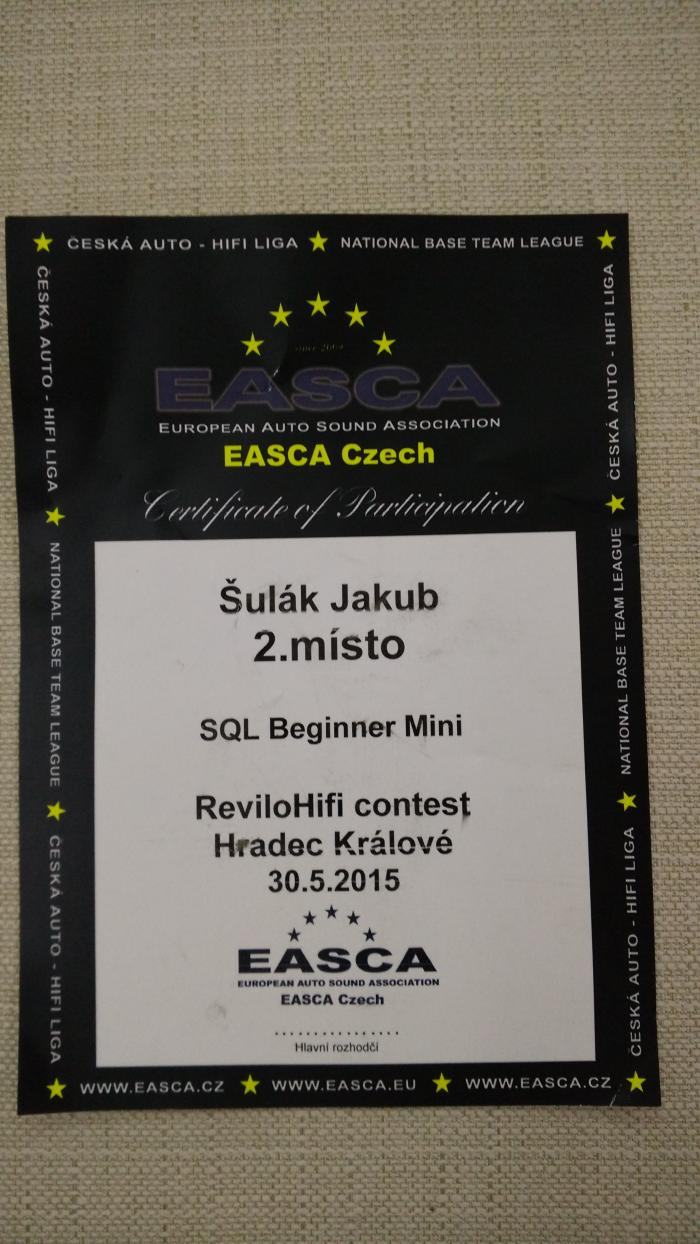 ČESKÁ AUTO - HIFI LIGA ★ NATIONAL BASE TEAM LEAGUE
ČESKÁ AUTO - HIFI LIGA ★ NATIONAL BASE TEAM LEAGUE ★ ČESKÁ AUTO - HIFI LIGA
EASCA
EUROPEAN AUTO SOUND ASSOCIATION
EASCA Czech
Certificate of Participation
Šulák Jakub
2.místo
SQL Beginner Mini
ReviloHifi contest
Hradec Králové
30.5.2015
EASCA
EUROPEAN AUTO SOUND ASSOCIATION
EASCA Czech
....................
Hlavní rozhodčí
ČESKÁ AUTO - HIFI LIGA ★ NATIONAL BASE TEAM LEAGUE ★ ČESKÁ AUTO - HIFI LIGA
WWW.EASCA.CZ ★ WWW.EASCA.EU ★ WWW.EASCA.CZ